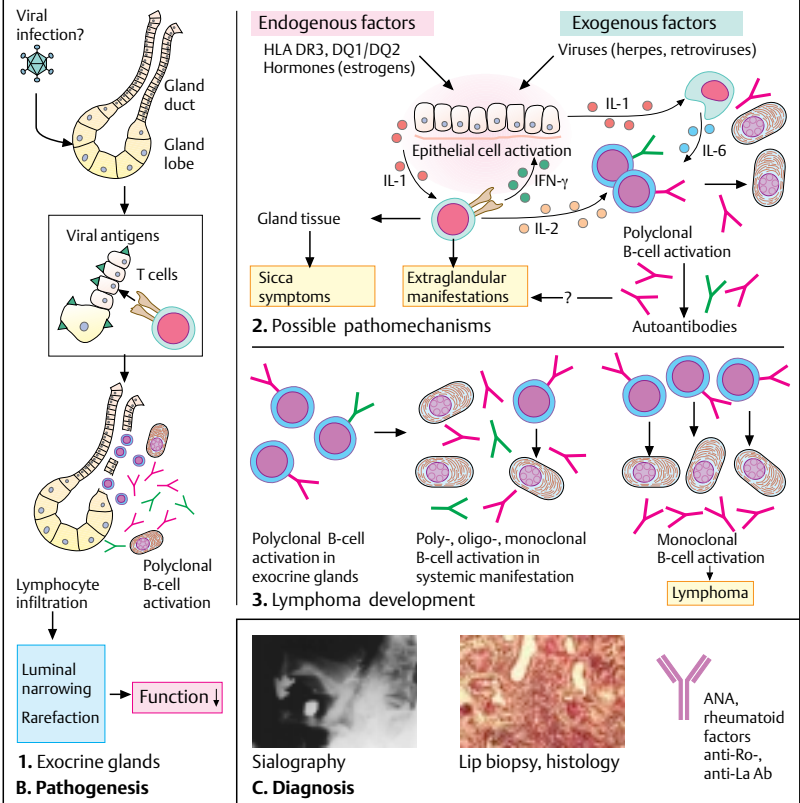 Viral
infection?
Gland
duct
Gland
lobe
Viral antigens
T cells
Polyclonal
B-cell
activation
Lymphocyte
infiltration
Luminal
narrowing
Rarefaction
Function ↓
1. Exocrine glands
B. Pathogenesis
Endogenous factors
Exogenous factors
HLA DR3, DQ1/DQ2
Hormones (estrogens)
Viruses (herpes, retroviruses)
IL-1
Epithelial cell activation
IL-6
IL-1
IFN-γ
IL-2
Gland tissue
Polyclonal
B-cell activation
Sicca
symptoms
Extraglandular
manifestations
?
Autoantibodies
2. Possible pathomechanisms
Polyclonal B-cell
activation in
exocrine glands
Poly-, oligo-, monoclonal
B-cell activation in
systemic manifestation
Monoclonal
B-cell activation
Lymphoma
3. Lymphoma development
Sialography
Lip biopsy, histology
ANA,
rheumatoid
factors
anti-Ro-,
anti-La Ab
C. Diagnosis